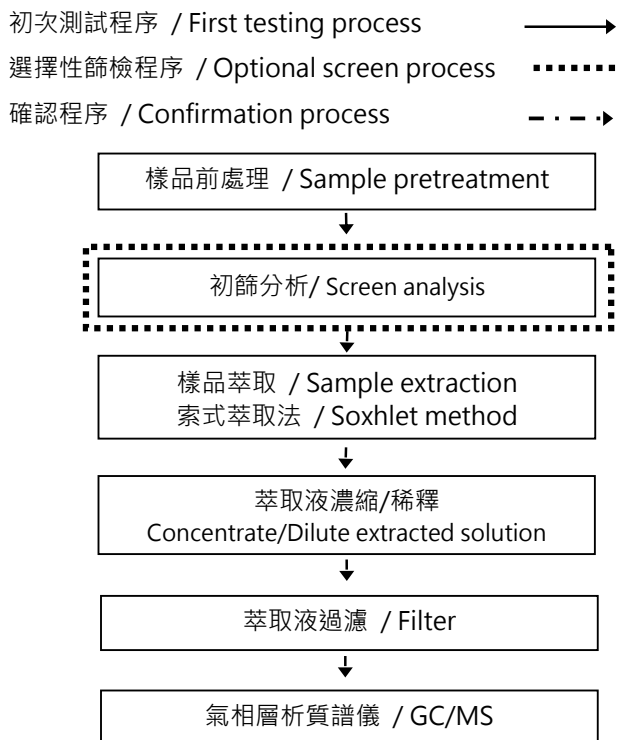 初次測試程序 / First testing process
選擇性篩檢程序 / Optional screen process
確認程序 / Confirmation process
樣品前處理 / Sample pretreatment
初篩分析/ Screen analysis
樣品萃取 / Sample extraction
索式萃取法 / Soxhlet method
萃取液濃縮/稀釋
Concentrate/Dilute extracted solution
萃取液過濾 / Filter
氣相層析質譜儀 / GC/MS